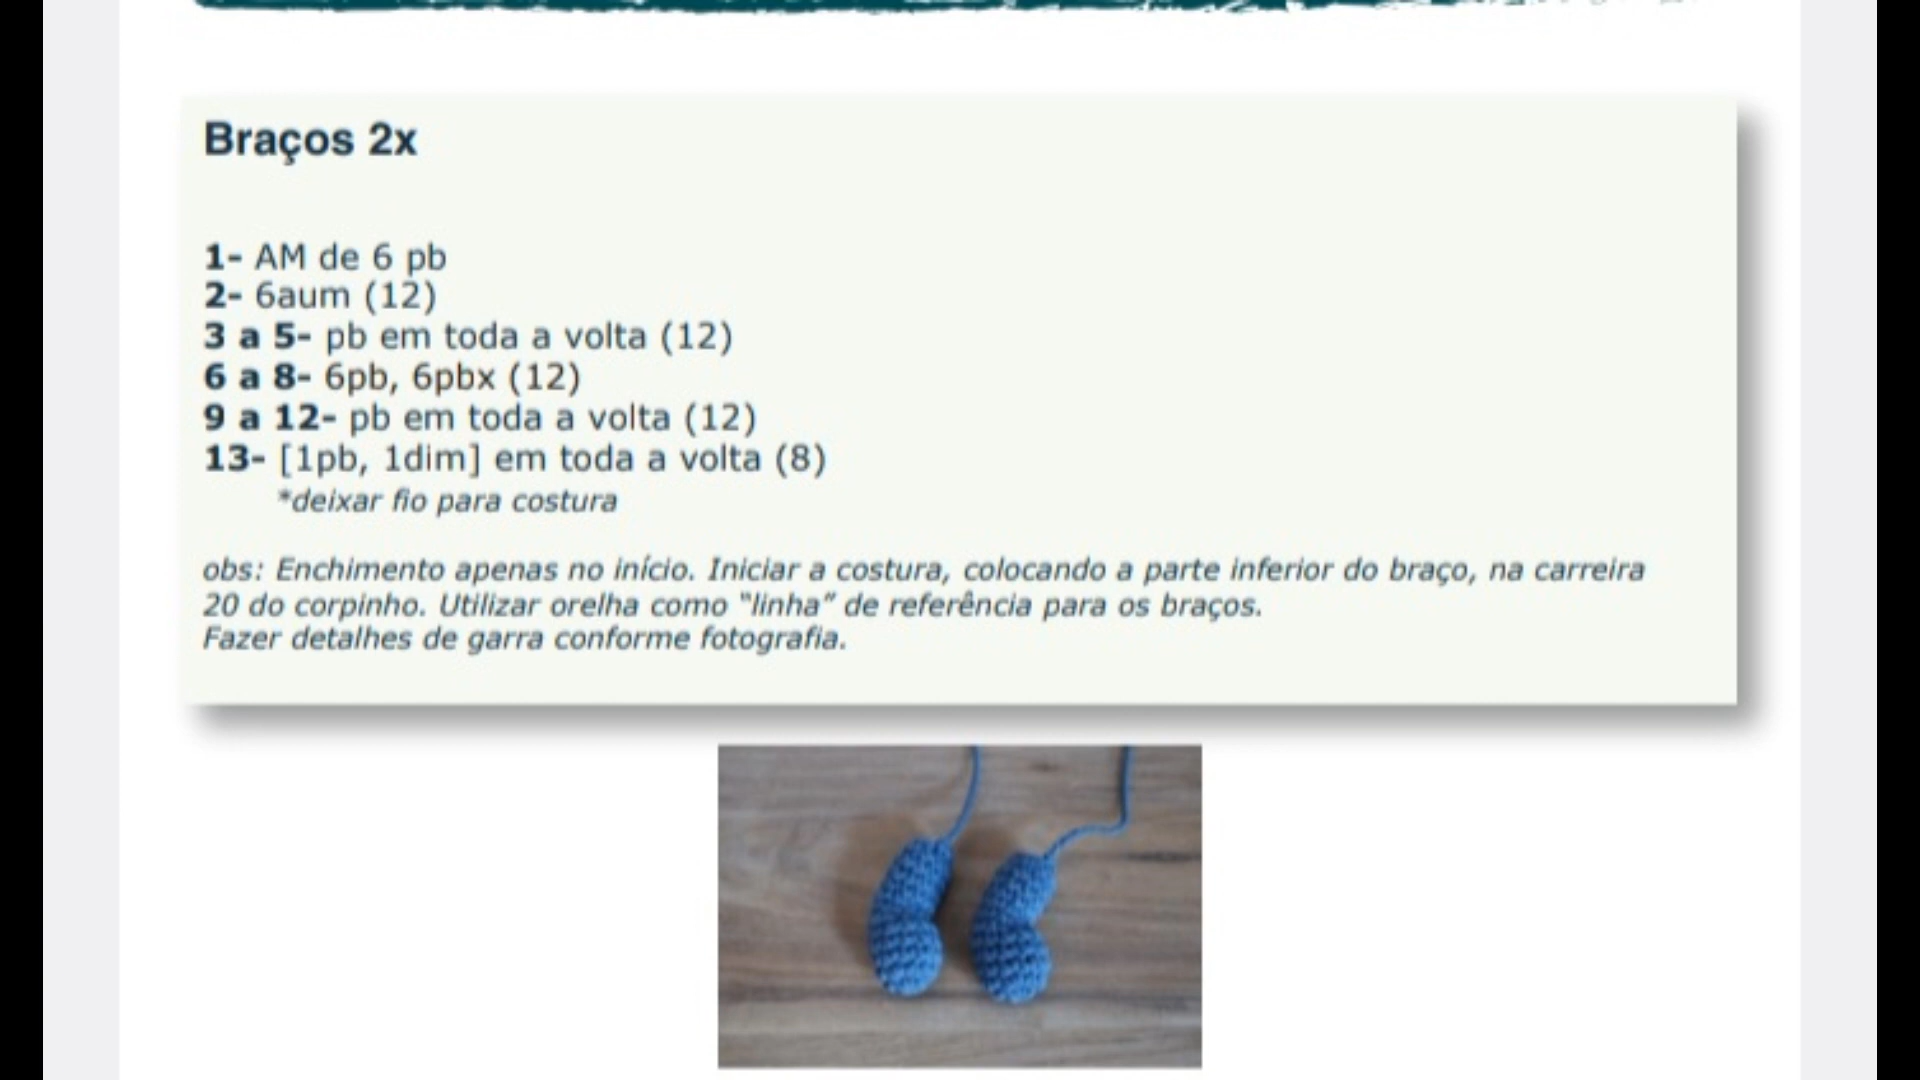 Braços 2x
1- AM de 6 pb
2- 6aum (12)
3 a 5- pb em toda a volta (12)
6 a 8- 6pb, 6pbx (12)
9 a 12- pb em toda a volta (12)
13- [1pb, 1dim] em toda a volta (8)
*deixar fio para costura
obs: Enchimento apenas no início. Iniciar a costura, colocando a parte inferior do braço, na carreira
20 do corpinho. Utilizar orelha como “linha” de referência para os braços.
Fazer detalhes de garra conforme fotografia.